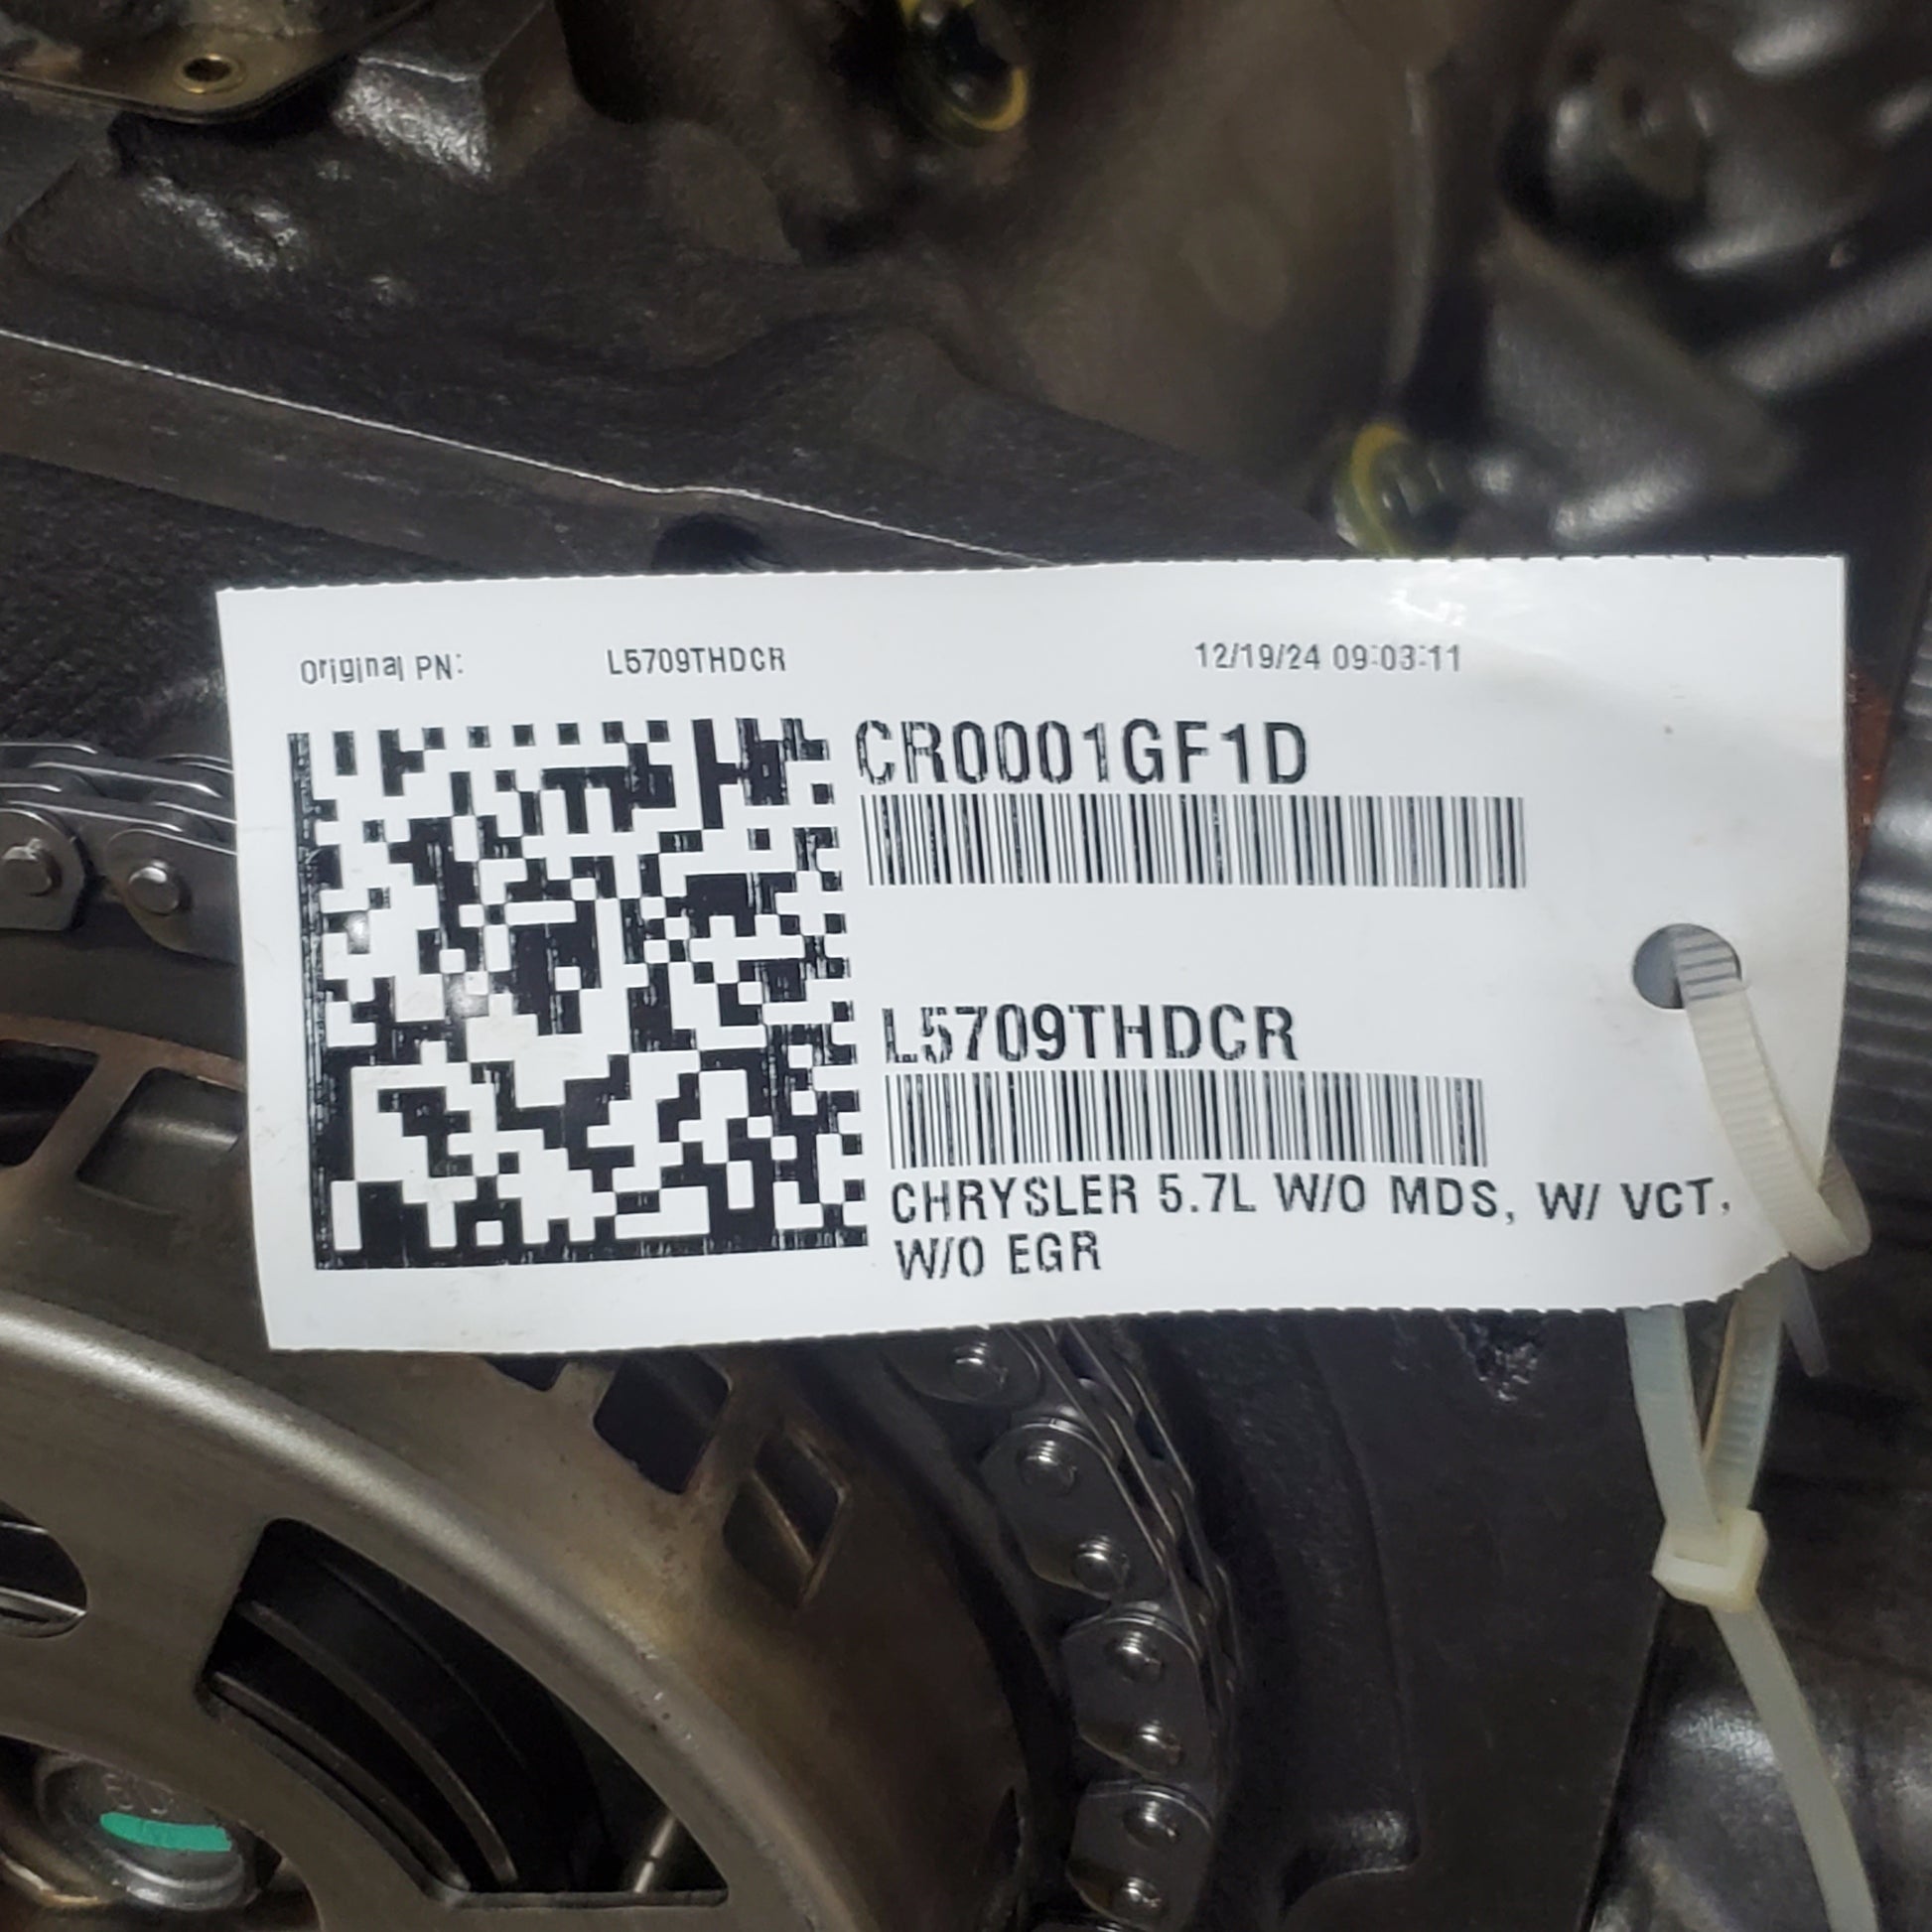 Original PN: L5709THDCR 12/19/24 09:03:11
CR0001GF1D
L5709THDCR
CHRYSLER 5.7L W/O MDS, W/ VCT,
W/O EGR